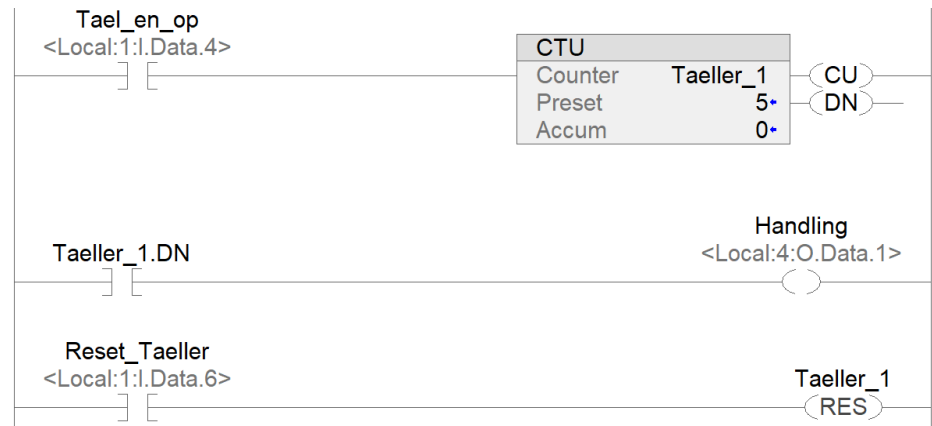 Tael_en_op
<Local:1:I.Data.4>
CTU
Counter Taeller_1
Preset 5
Accum 0
CU
DN
Taeller_1.DN
Handling
<Local:4:O.Data.1>
Reset_Taeller
<Local:1:I.Data.6>
Taeller_1
RES